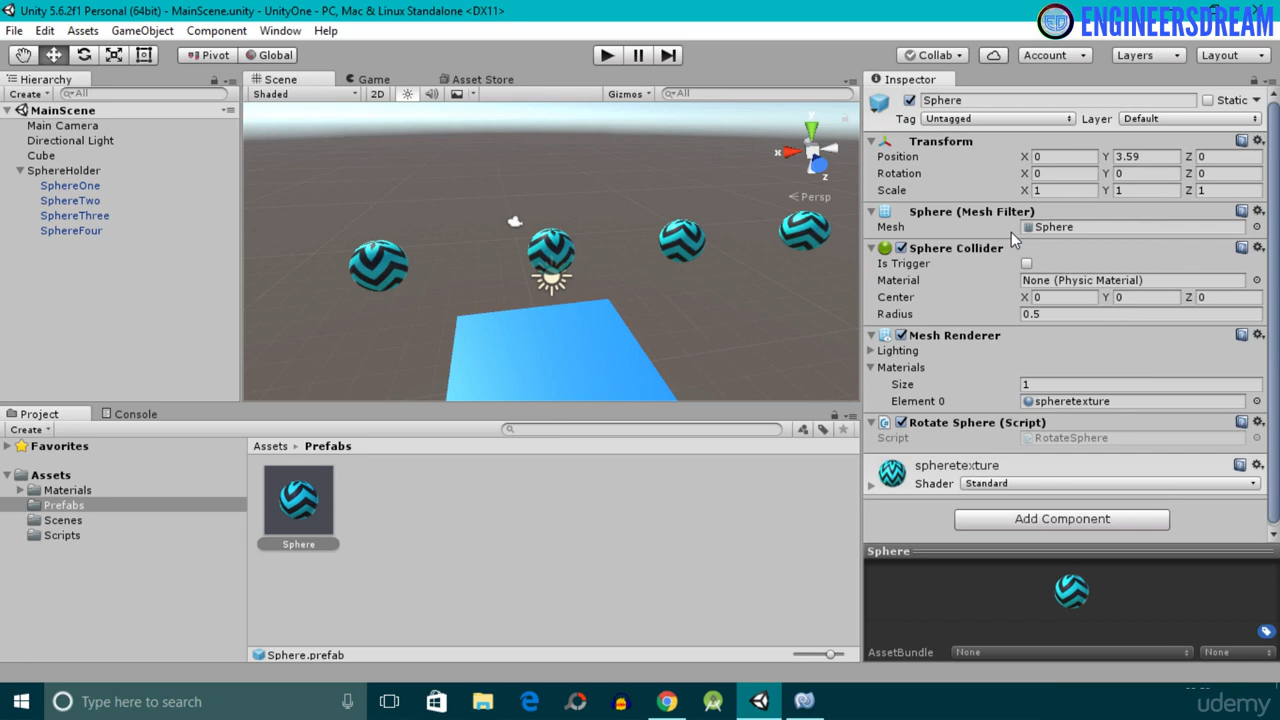 Unity 5.6.2f1 Personal (64bit) - MainScene.unity - UnityOne - PC, Mac & Linux Standalone <DX11>
ED ENGINEERSDREAM
File Edit Assets GameObject Component Window Help
Pivot Global Collab Account Layers Layout
Hierarchy Scene Game Asset Store Inspector
Create All Shaded 2D Gizmos All
Sphere Static
MainScene
Tag Untagged Layer Default
Main Camera
Directional Light
Cube
SphereHolder
SphereOne
SphereTwo
SphereThree
SphereFour
y
x
z
Persp
Transform
Position X 0 Y 3.59 Z 0
Rotation X 0 Y 0 Z 0
Scale X 1 Y 1 Z 1
Sphere (Mesh Filter)
Mesh Sphere
Sphere Collider
Is Trigger
Material None (Physic Material)
Center X 0 Y 0 Z 0
Radius 0.5
Mesh Renderer
Lighting
Materials
Size 1
Element 0 spheretexture
Rotate Sphere (Script)
Script RotateSphere
spheretexture
Shader Standard
Add Component
Project Console
Create
Favorites
Assets
Materials
Prefabs
Scenes
Scripts
Assets Prefabs
Sphere
Sphere.prefab
Sphere
AssetBundle None None
Type here to search
udemy